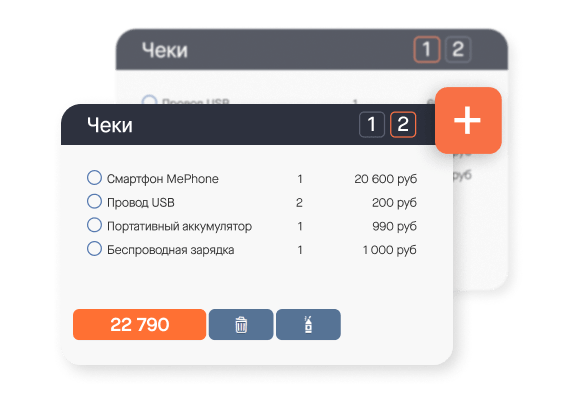 Чеки 1 2
Провод USB 1
+
Чеки 1 2
Смартфон MePhone 1 20 600 руб
Провод USB 2 200 руб
Портативный аккумулятор 1 990 руб
Беспроводная зарядка 1 1 000 руб
руб
22 790